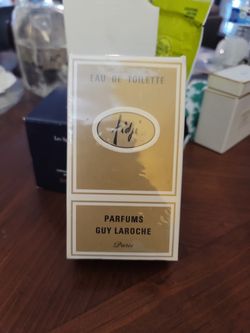 EAU DE TOILETTE
Fidji
PARFUMS
GUY LAROCHE
Paris